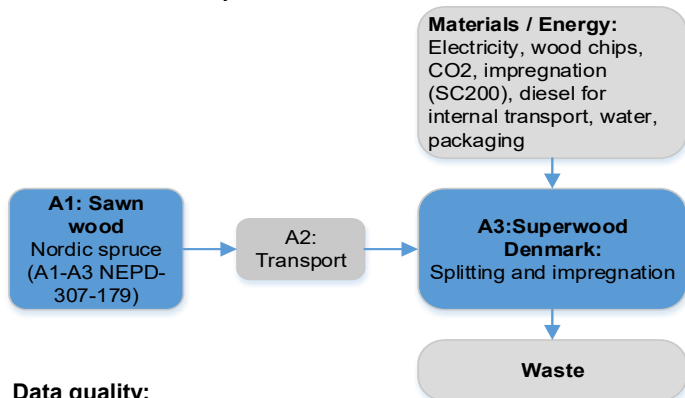 Materials / Energy:
Electricity, wood chips,
CO2, impregnation
(SC200), diesel for
internal transport, water,
packaging
A1: Sawn
wood
Nordic spruce
(A1-A3 NEPD-
307-179)
A2:
Transport
A3:Superwood
Denmark:
Splitting and impregnation
Waste
Data quality: